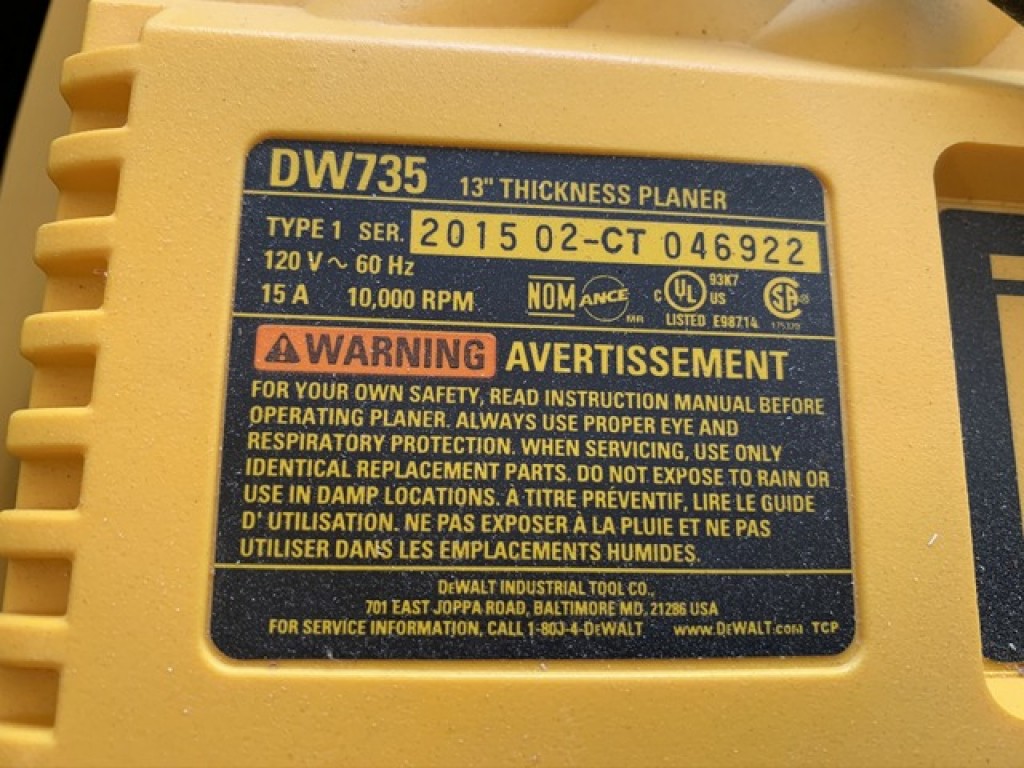 DW735 13" THICKNESS PLANER
TYPE 1 SER. 2015 02-CT 046922
120 V ~ 60 Hz
15 A 10,000 RPM
NOM ANCE MR
C UL US 93K7
LISTED E98714
SA ®
WARNING AVERTISSEMENT
FOR YOUR OWN SAFETY, READ INSTRUCTION MANUAL BEFORE
OPERATING PLANER. ALWAYS USE PROPER EYE AND
RESPIRATORY PROTECTION. WHEN SERVICING, USE ONLY
IDENTICAL REPLACEMENT PARTS. DO NOT EXPOSE TO RAIN OR
USE IN DAMP LOCATIONS. À TITRE PRÉVENTIF, LIRE LE GUIDE
D' UTILISATION. NE PAS EXPOSER À LA PLUIE ET NE PAS
UTILISER DANS LES EMPLACEMENTS HUMIDES.
DEWALT INDUSTRIAL TOOL CO.,
701 EAST JOPPA ROAD, BALTIMORE MD. 21286 USA
FOR SERVICE INFORMATION, CALL 1-800-4-DEWALT www.DEWALT.com TCP